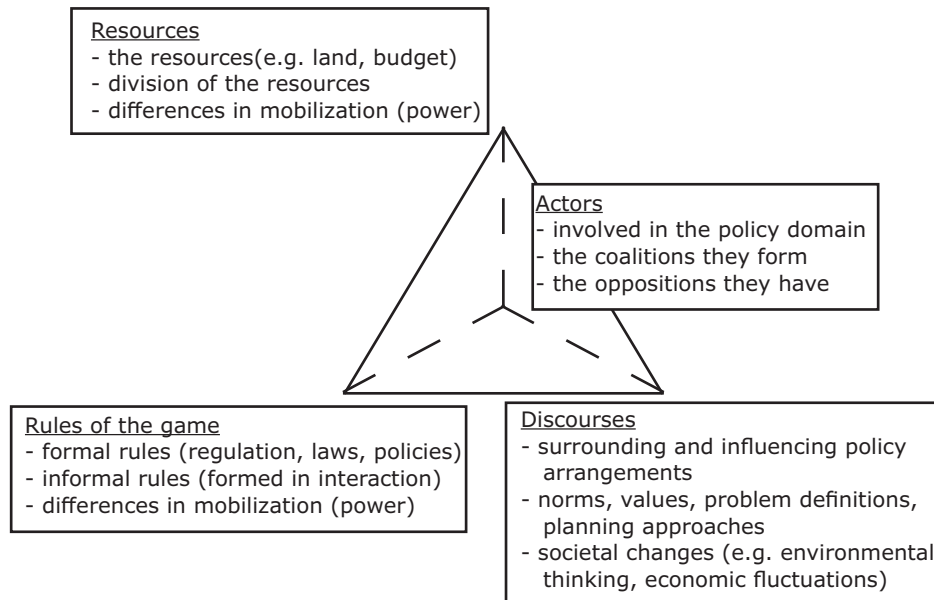 Resources
- the resources(e.g. land, budget)
- division of the resources
- differences in mobilization (power)
Actors
- involved in the policy domain
- the coalitions they form
- the oppositions they have
Rules of the game
- formal rules (regulation, laws, policies)
- informal rules (formed in interaction)
- differences in mobilization (power)
Discourses
- surrounding and influencing policy
arrangements
- norms, values, problem definitions,
planning approaches
- societal changes (e.g. environmental
thinking, economic fluctuations)